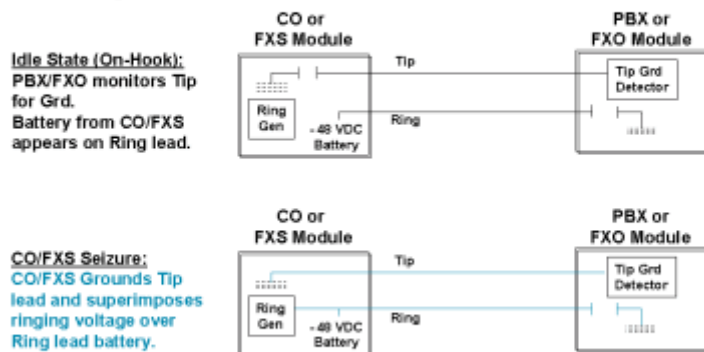 CO or
FXS Module
PBX or
FXO Module
Idle State (On-Hook):
PBX/FXO monitors Tip
for Grd.
Battery from CO/FXS
appears on Ring lead.
Tip
Tip Grd
Detector
Ring
Gen
-48 VDC
Battery
Ring
CO or
FXS Module
PBX or
FXO Module
CO/FXS Seizure:
CO/FXS Grounds Tip
lead and superimposes
ringing voltage over
Ring lead battery.
Tip
Tip Grd
Detector
Ring
Gen
-48 VDC
Battery
Ring